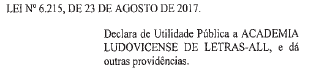 LEI Nº 6.215, DE 23 DE AGOSTO DE 2017.
Declara de Utilidade Pública a ACADEMIA
LUDOVICENSE DE LETRAS-ALL, e dá
outras providências.